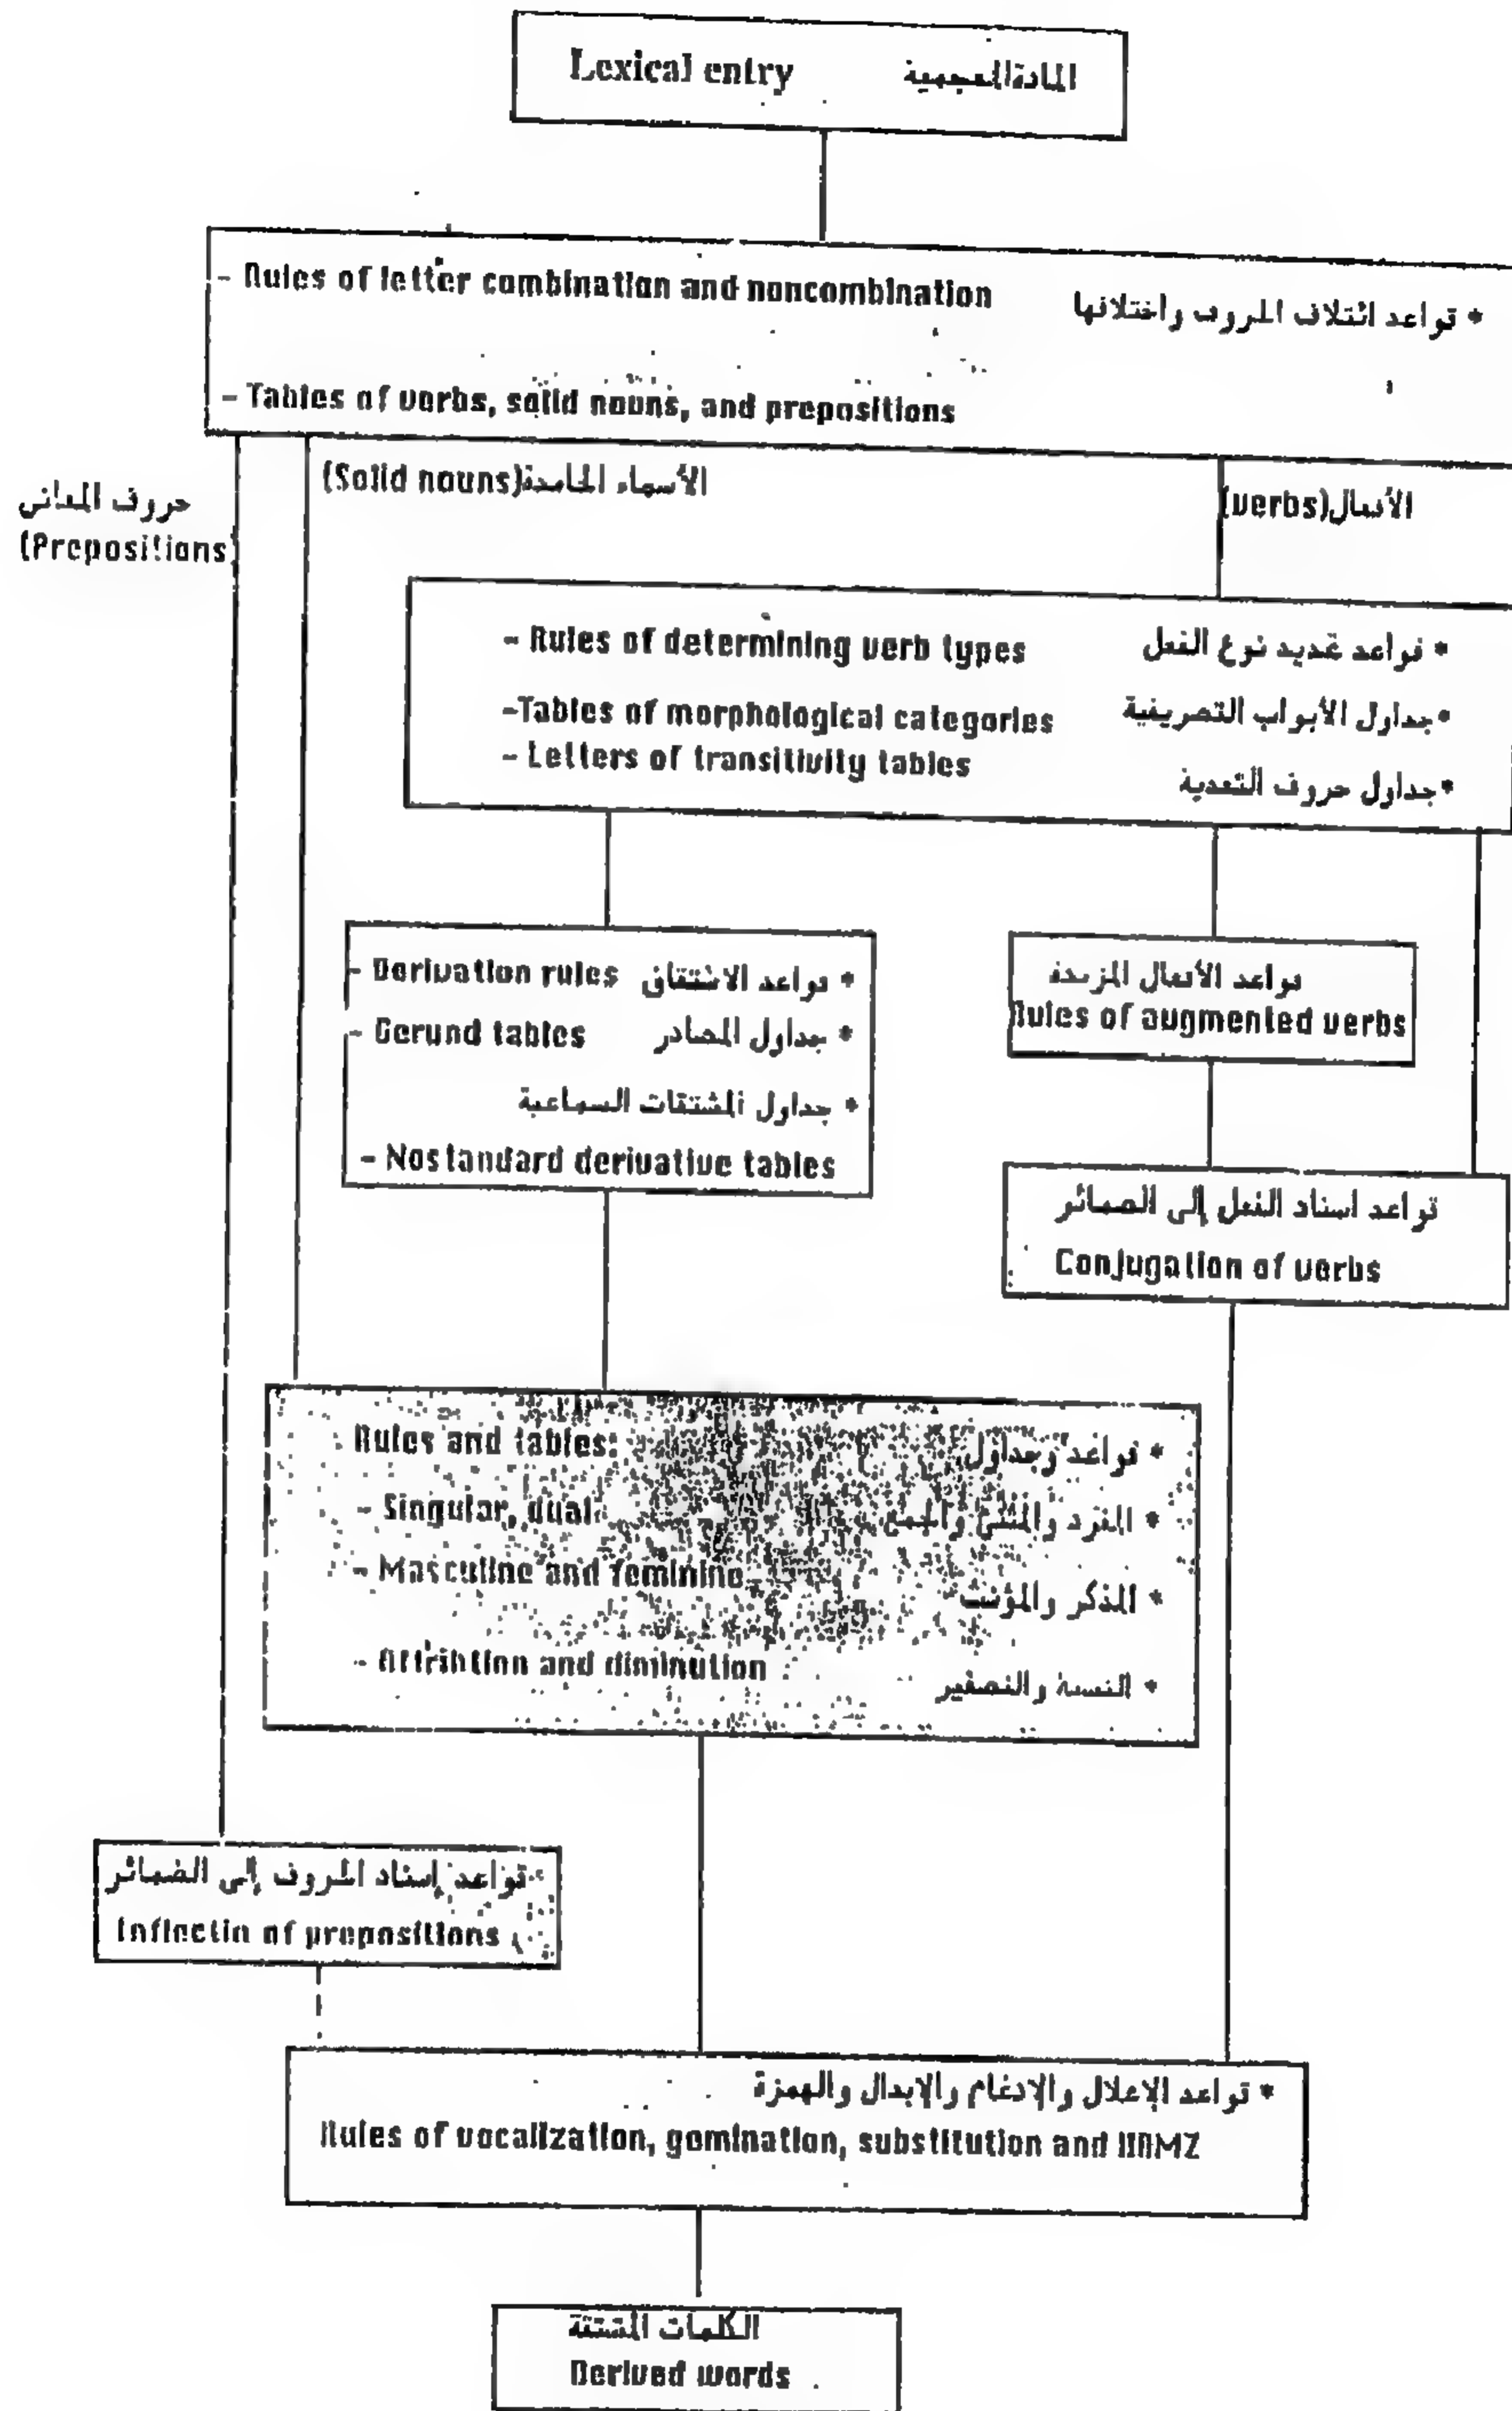 Lexical entry المادة المعجمية
- Rules of letter combination and noncombination * قواعد ائتلاف الحروف واختلافها
- Tables of verbs, solid nouns, and prepositions
حروف المعاني
(Prepositions)
(Solid nouns) الأسماء الجامدة
(verbs) الأفعال
- Rules of determining verb types * قواعد تحديد نوع الفعل
-Tables of morphological categories * جداول الأبواب التصريفية
- Letters of transitivity tables * جداول حروف التعدية
- Derivation rules * قواعد الاشتقاق
- Gerund tables * جداول المصادر
* جداول المشتقات السماعية
- Nostandard derivative tables
قواعد الأفعال المزيدة
Rules of augmented verbs
قواعد اسناد الفعل إلى الضمائر
Conjugation of verbs
Rules and tables: * قواعد وجداول
- Singular, dual * المفرد والمثنى والجمع
- Masculine and feminine * المذكر والمؤنث
- Attribution and diminution * النسبة والتصغير
قواعد إسناد الحروف إلى الضمائر
Inflectin of prepositions
* قواعد الإعلال والادغام والإبدال والهمزة
Rules of vocalization, gemination, substitution and HAMZ
الكلمات المشتقة
Derived words